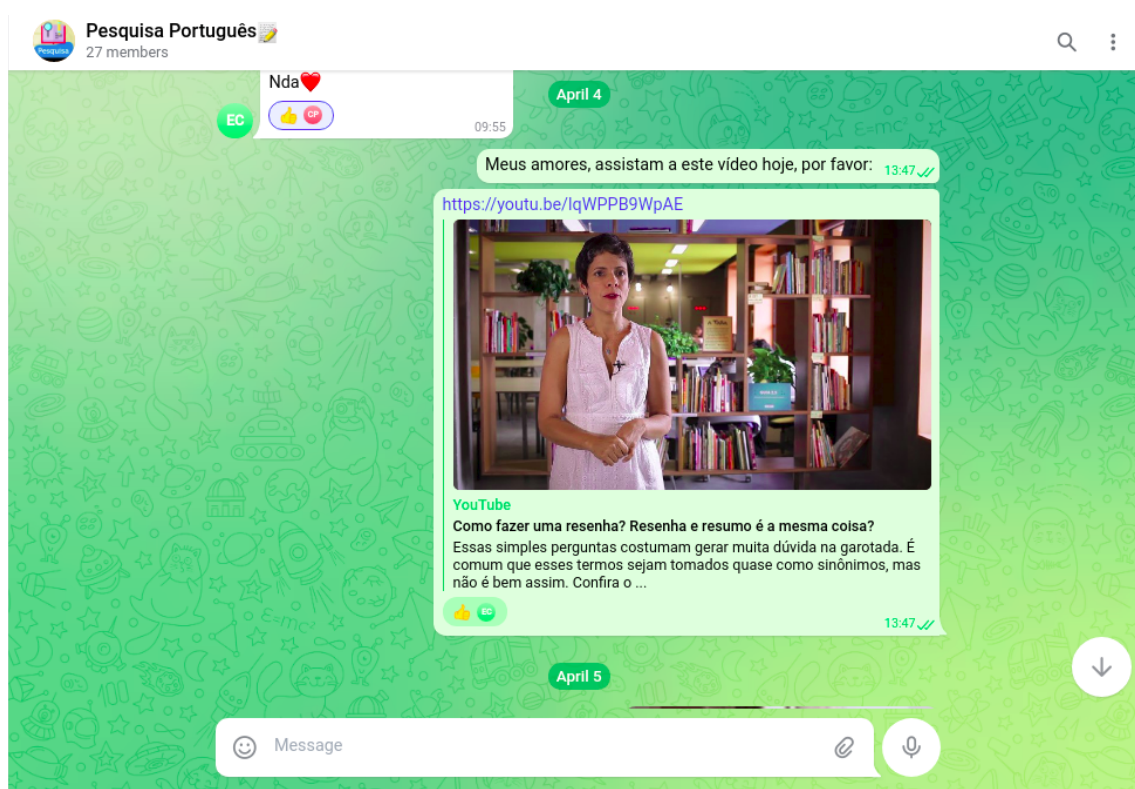 Pesquisa Português📝
27 members
Pesquisa
April 4
Nda❤️
EC
👍 CP
09:55
Meus amores, assistam a este vídeo hoje, por favor: 13:47
https://youtu.be/IqWPPB9WpAE
YouTube
Como fazer uma resenha? Resenha e resumo é a mesma coisa?
Essas simples perguntas costumam gerar muita dúvida na garotada. É
comum que esses termos sejam tomados quase como sinônimos, mas
não é bem assim. Confira o ...
👍 EC
13:47
April 5
Message